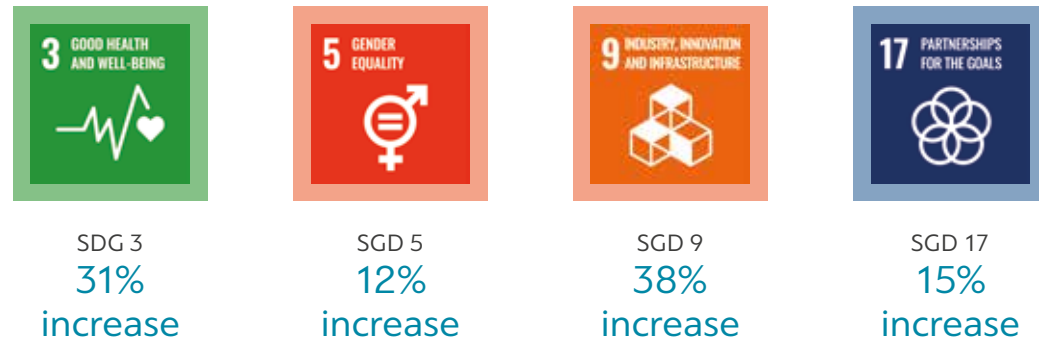 3 GOOD HEALTH
AND WELL-BEING
SDG 3
31%
increase
5 GENDER
EQUALITY
SGD 5
12%
increase
9 INDUSTRY, INNOVATION
AND INFRASTRUCTURE
SGD 9
38%
increase
17 PARTNERSHIPS
FOR THE GOALS
SGD 17
15%
increase